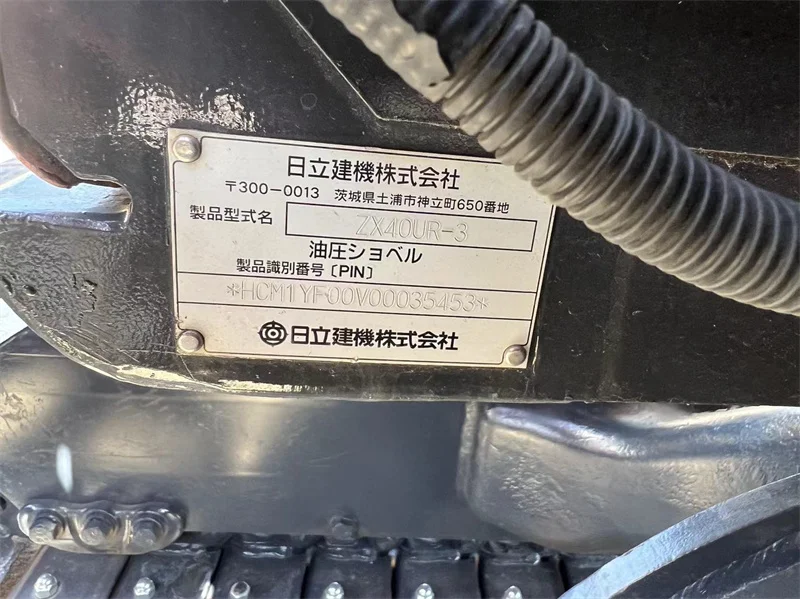 日立建機株式会社
〒300-0013 茨城県土浦市神立町650番地
製品型式名 ZX40UR-3
油圧ショベル
製品識別番号〔PIN〕
*HCM1YF00V00035453*
日立建機株式会社